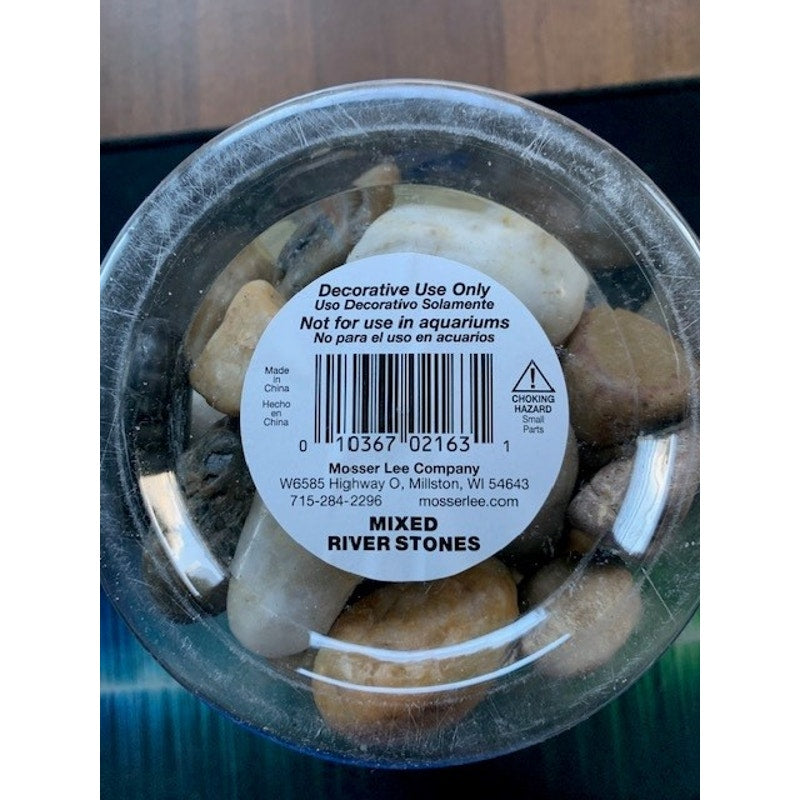 Decorative Use Only
Uso Decorativo Solamente
Not for use in aquariums
No para el uso en acuarios
Made
in
China
Hecho
en
China
CHOKING
HAZARD
Small
Parts
0 10367 02163 1
Mosser Lee Company
W6585 Highway O, Millston, WI 54643
715-284-2296 mosserlee.com
MIXED
RIVER STONES